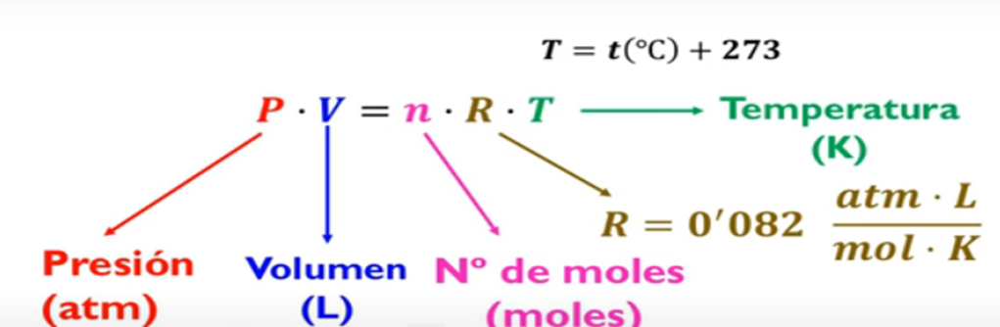 T = t(°C) + 273
P · V = n · R · T
Temperatura
(K)
R = 0'082 atm · L / mol · K
Presión
(atm)
Volumen
(L)
Nº de moles
(moles)